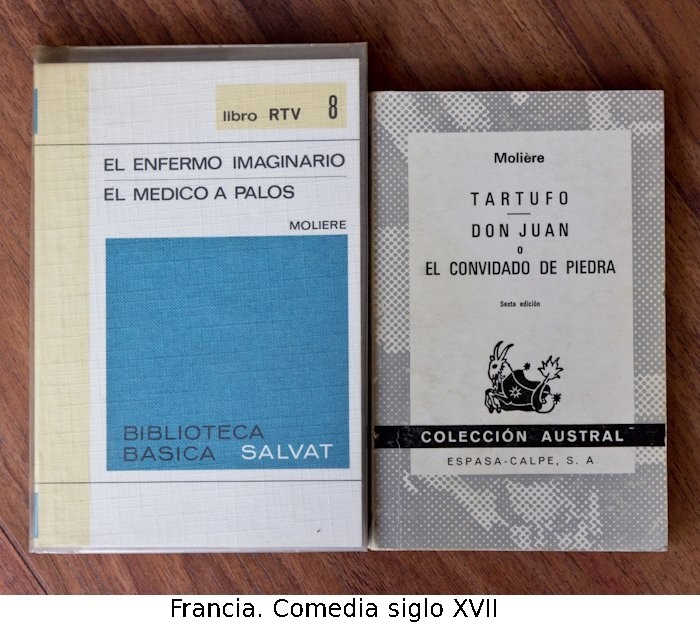 libro RTV 8
EL ENFERMO IMAGINARIO
EL MEDICO A PALOS
MOLIERE
BIBLIOTECA
BASICA SALVAT
Molière
TARTUFO
DON JUAN
o
EL CONVIDADO DE PIEDRA
Sexta edición
COLECCIÓN AUSTRAL
ESPASA-CALPE, S. A.
Francia. Comedia siglo XVII